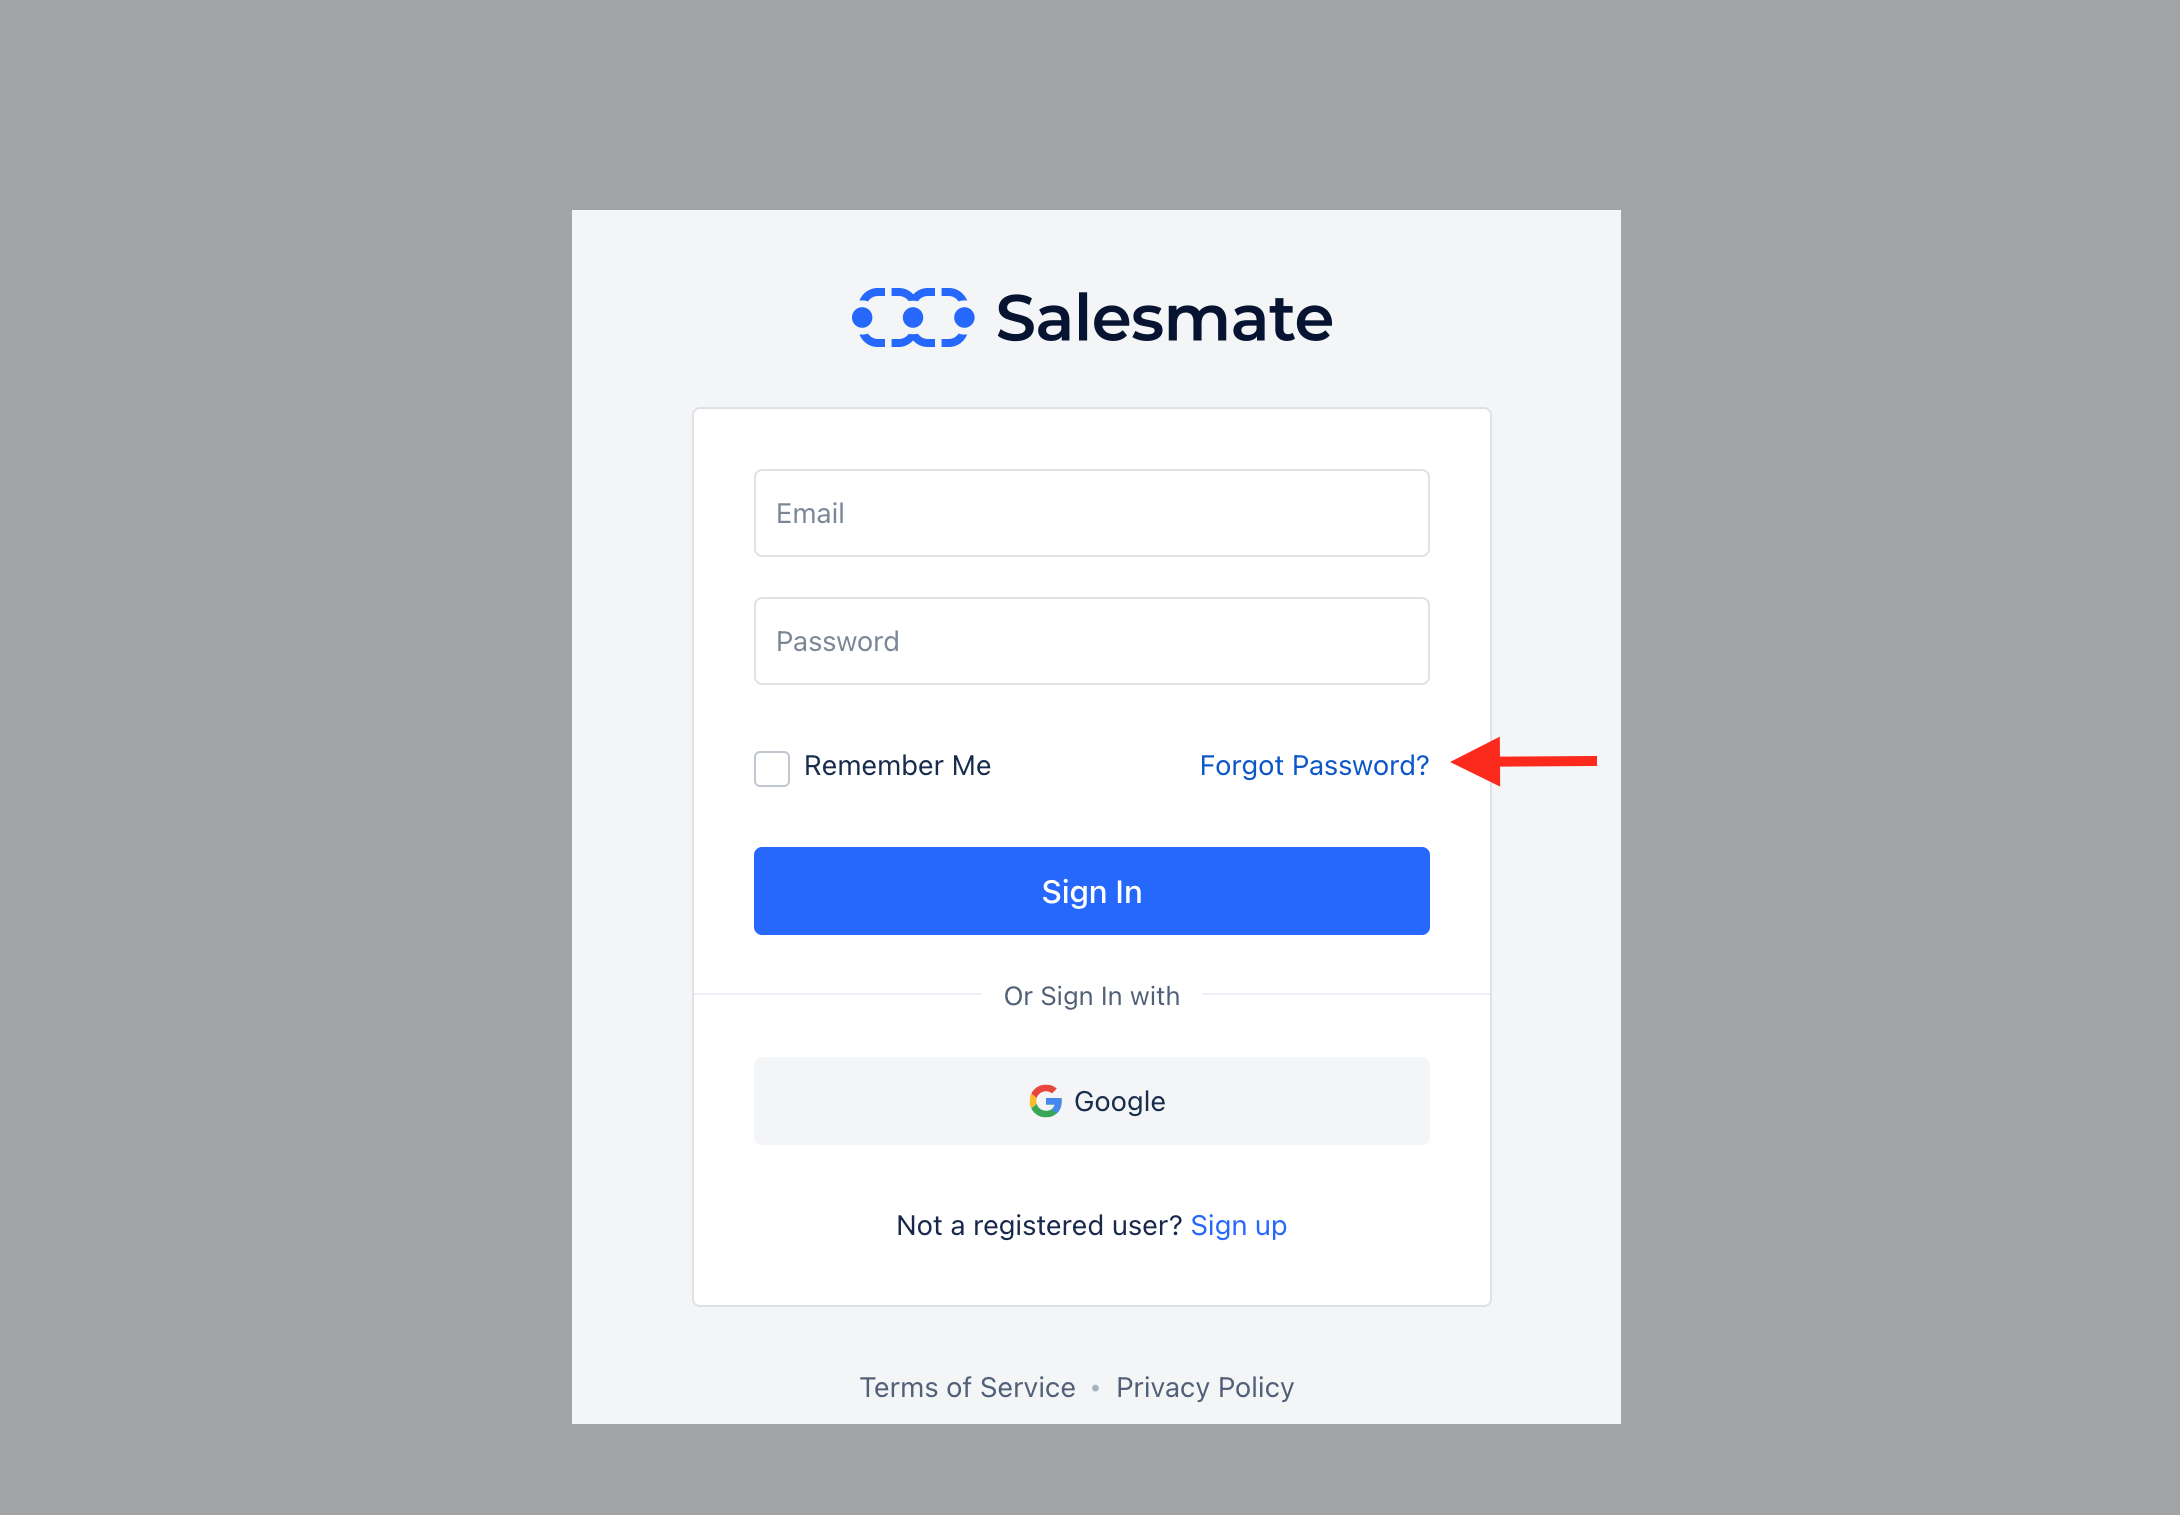 Salesmate
Email
Password
Remember Me
Forgot Password?
Sign In
Or Sign In with
Google
Not a registered user? Sign up
Terms of Service • Privacy Policy